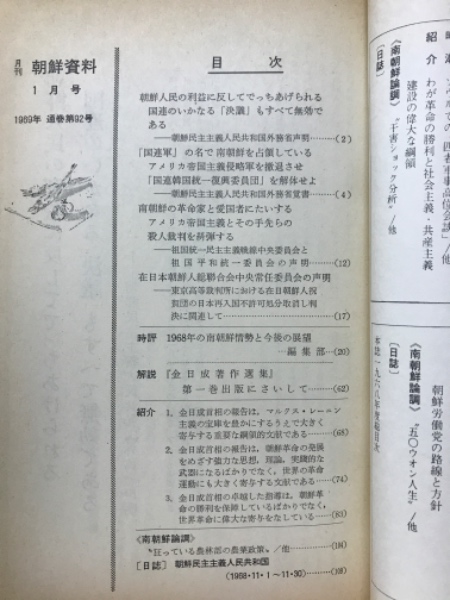 月刊 朝鮮資料
1月号
1969年 通巻第92号
目次
朝鮮人民の利益に反してでっちあげられる
国連のいかなる「決議」もすべて無効で
ある
——朝鮮民主主義人民共和国外務省声明………(2)
「国連軍」の名で南朝鮮を占領している
アメリカ帝国主義侵略軍を撤退させ
「国連韓国統一復興委員団」を解体せよ
——朝鮮民主主義人民共和国外務省覚書………(4)
南朝鮮の革命家と愛国者にたいする
アメリカ帝国主義とその手先らの
殺人裁判を糾弾する
——祖国統一民主主義戦線中央委員会と
祖国平和統一委員会の声明………(12)
在日本朝鮮人総聯合会中央常任委員会の声明
——東京高等裁判所における在日朝鮮人祝
賀団の日本再入国不許可処分取消し判
決に関連して………(17)
時評 1968年の南朝鮮情勢と今後の展望
…編集部…(20)
解説 『金日成著作選集』
第一巻出版にさいして………(62)
紹介 1. 金日成首相の報告は，マルクス・レーニン
主義の宝庫を豊かにするうえで大きく
寄与する重要な綱領的文献である………(68)
2. 金日成首相の報告は，朝鮮革命の発展
をめざす強力な思想，理論，実践的な
武器になるばかりでなく，世界の革命
運動にも大きく寄与する文献である………(74)
3. 金日成首相の卓越した指導は，朝鮮革
命の勝利を保障しているばかりでなく，
世界革命に偉大な寄与をなしている………(83)
《南朝鮮論調》
“狂っている農林部の農業政策”／他………
〔日誌〕 朝鮮民主主義人民共和国
(1968・11・1〜11・30)………
紹介 わが革命の勝利と社会主義・共産主義
建設の偉大な綱領
《南朝鮮論調》 “干害ショック分析”／他
〔日誌〕
朝鮮労働党の路線と方針
《南朝鮮論調》 “五〇ウォン人生”／他
〔日誌〕
本誌一九六八年度総目次